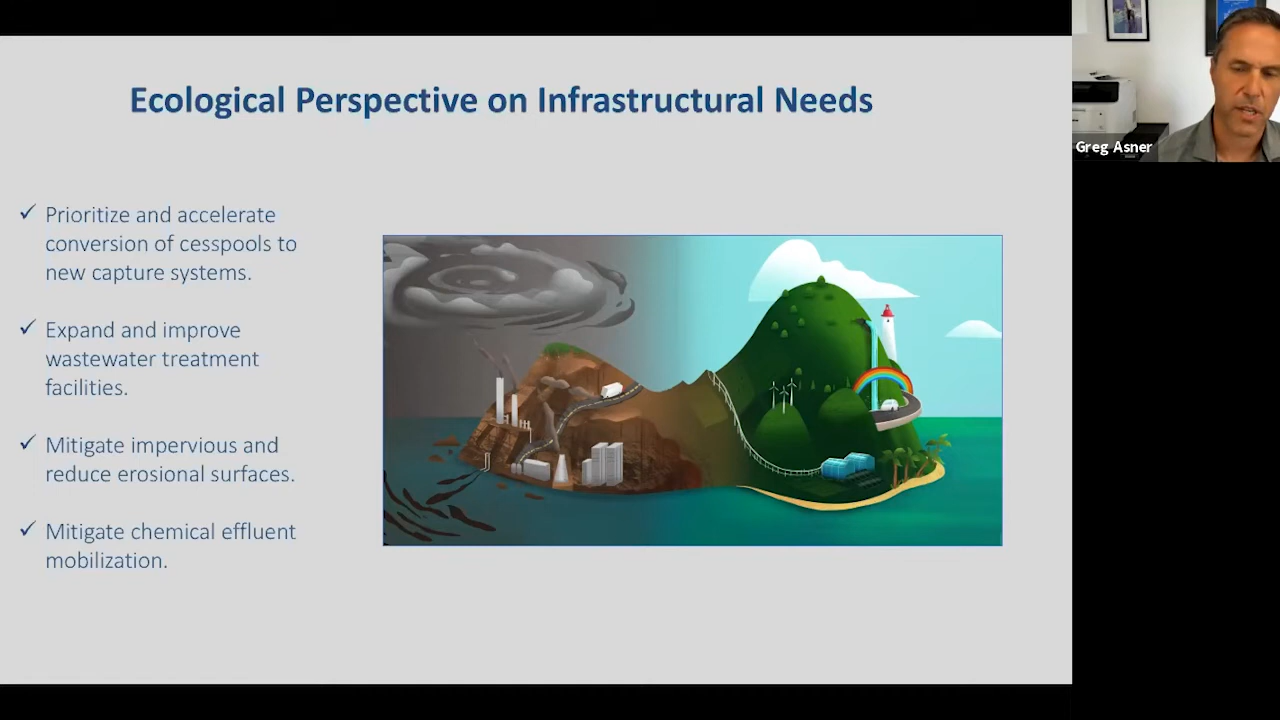 Ecological Perspective on Infrastructural Needs
Greg Asner
✓ Prioritize and accelerate
conversion of cesspools to
new capture systems.
✓ Expand and improve
wastewater treatment
facilities.
✓ Mitigate impervious and
reduce erosional surfaces.
✓ Mitigate chemical effluent
mobilization.